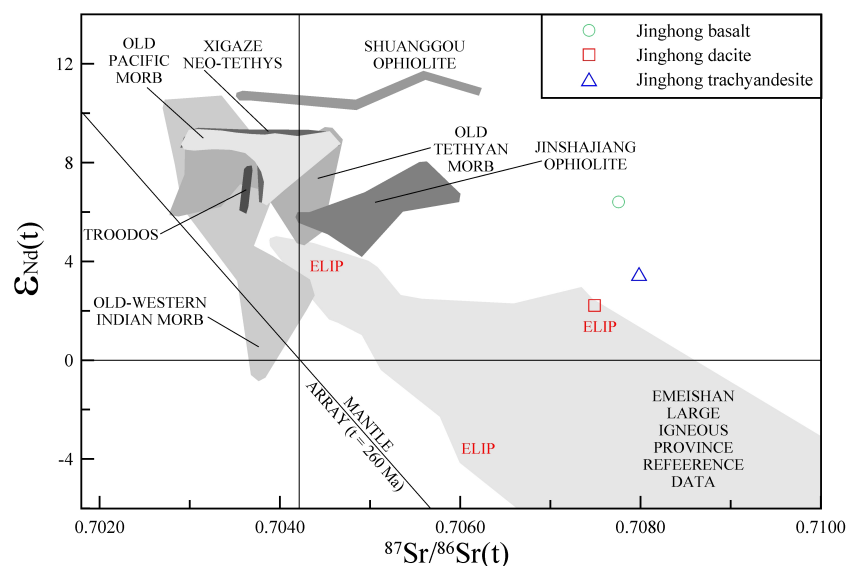 OLD
PACIFIC
MORB
XIGAZE
NEO-TETHYS
SHUANGGOU
OPHIOLITE
Jinghong basalt
Jinghong dacite
Jinghong trachyandesite
OLD
TETHYAN
MORB
JINSHAJIANG
OPHIOLITE
TROODOS
ELIP
OLD-WESTERN
INDIAN MORB
ELIP
MANTLE
ARRAY (t = 260 Ma)
ELIP
EMEISHAN
LARGE
IGNEOUS
PROVINCE
REFEERENCE
DATA
12
8
4
0
-4
εNd(t)
0.7020
0.7040
0.7060
0.7080
0.7100
⁸⁷Sr/⁸⁶Sr(t)